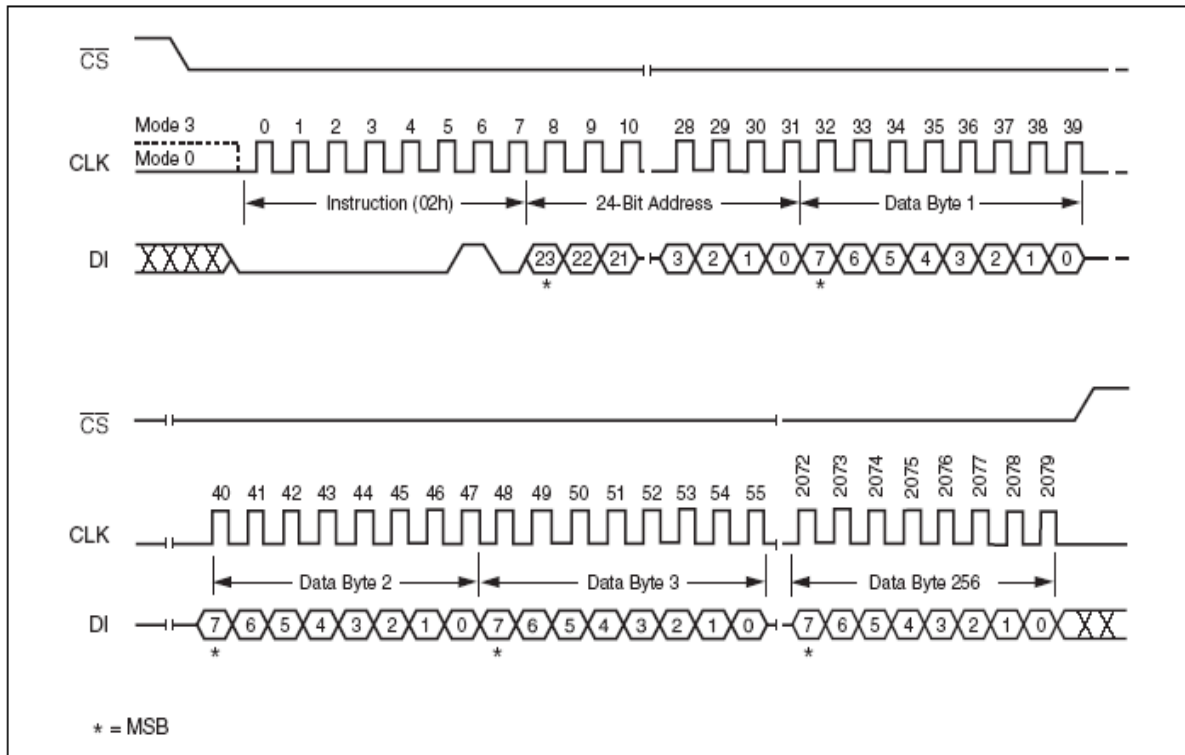 CS
Mode 3
0 1 2 3 4 5 6 7 8 9 10 28 29 30 31 32 33 34 35 36 37 38 39
CLK
Mode 0
Instruction (02h) 24-Bit Address Data Byte 1
DI 23 22 21 3 2 1 0 7 6 5 4 3 2 1 0
* *
CS
40 41 42 43 44 45 46 47 48 49 50 51 52 53 54 55 2072 2073 2074 2075 2076 2077 2078 2079
CLK
Data Byte 2 Data Byte 3 Data Byte 256
DI 7 6 5 4 3 2 1 0 7 6 5 4 3 2 1 0 7 6 5 4 3 2 1 0
* * *
* = MSB